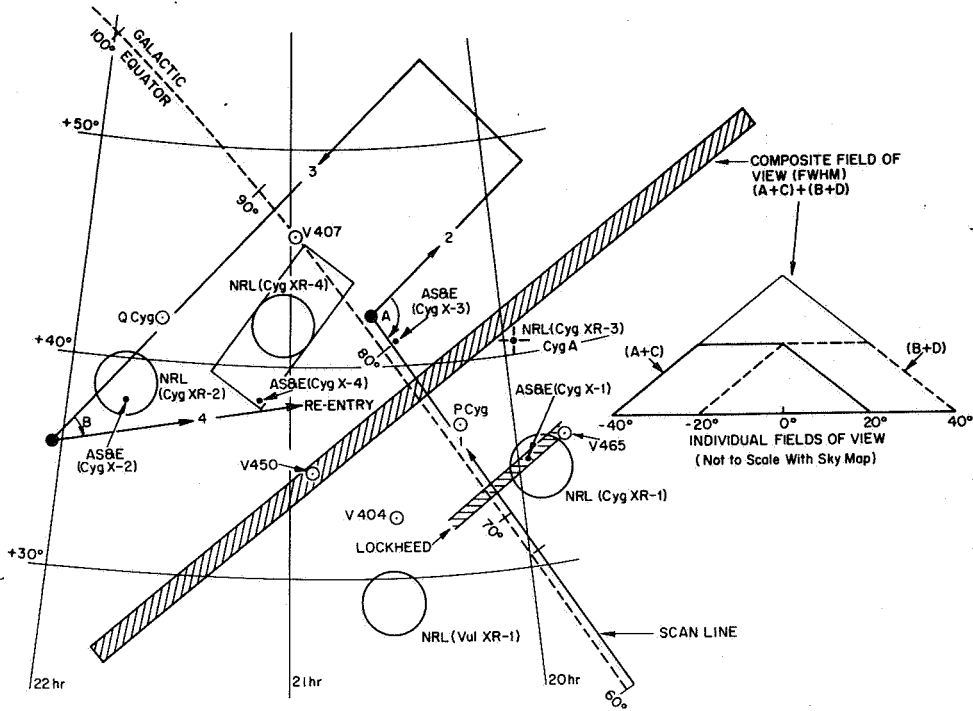 GALACTIC
EQUATOR
100°
+50°
COMPOSITE FIELD OF
VIEW (FWHM)
(A+C)+(B+D)
3
90°
V 407
2
NRL (Cyg XR-4)
AS&E
(Cyg X-3)
A
Q Cyg
NRL (Cyg XR-3)
Cyg A
+40°
80°
(A+C)
(B+D)
NRL
(Cyg XR-2)
AS&E (Cyg X-4)
AS&E (Cyg X-1)
4
RE-ENTRY
B
P Cyg
1
-40°
-20°
0°
20°
40°
INDIVIDUAL FIELDS OF VIEW
(Not to Scale With Sky Map)
AS&E
(Cyg X-2)
V 465
V 450
NRL (Cyg XR-1)
V 404
70°
LOCKHEED
+30°
NRL (Vul XR-1)
SCAN LINE
22 hr
21 hr
20 hr
60°